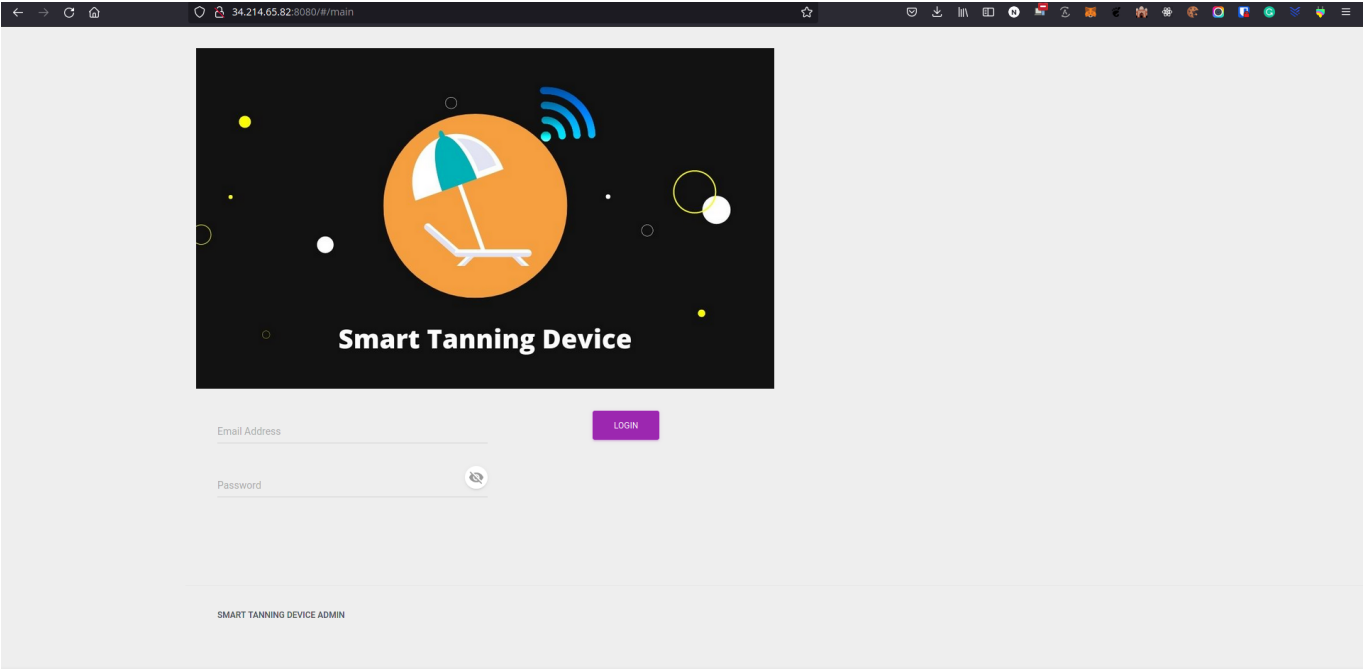 34.214.65.82:8080/#/main
Smart Tanning Device
Email Address
LOGIN
Password
SMART TANNING DEVICE ADMIN